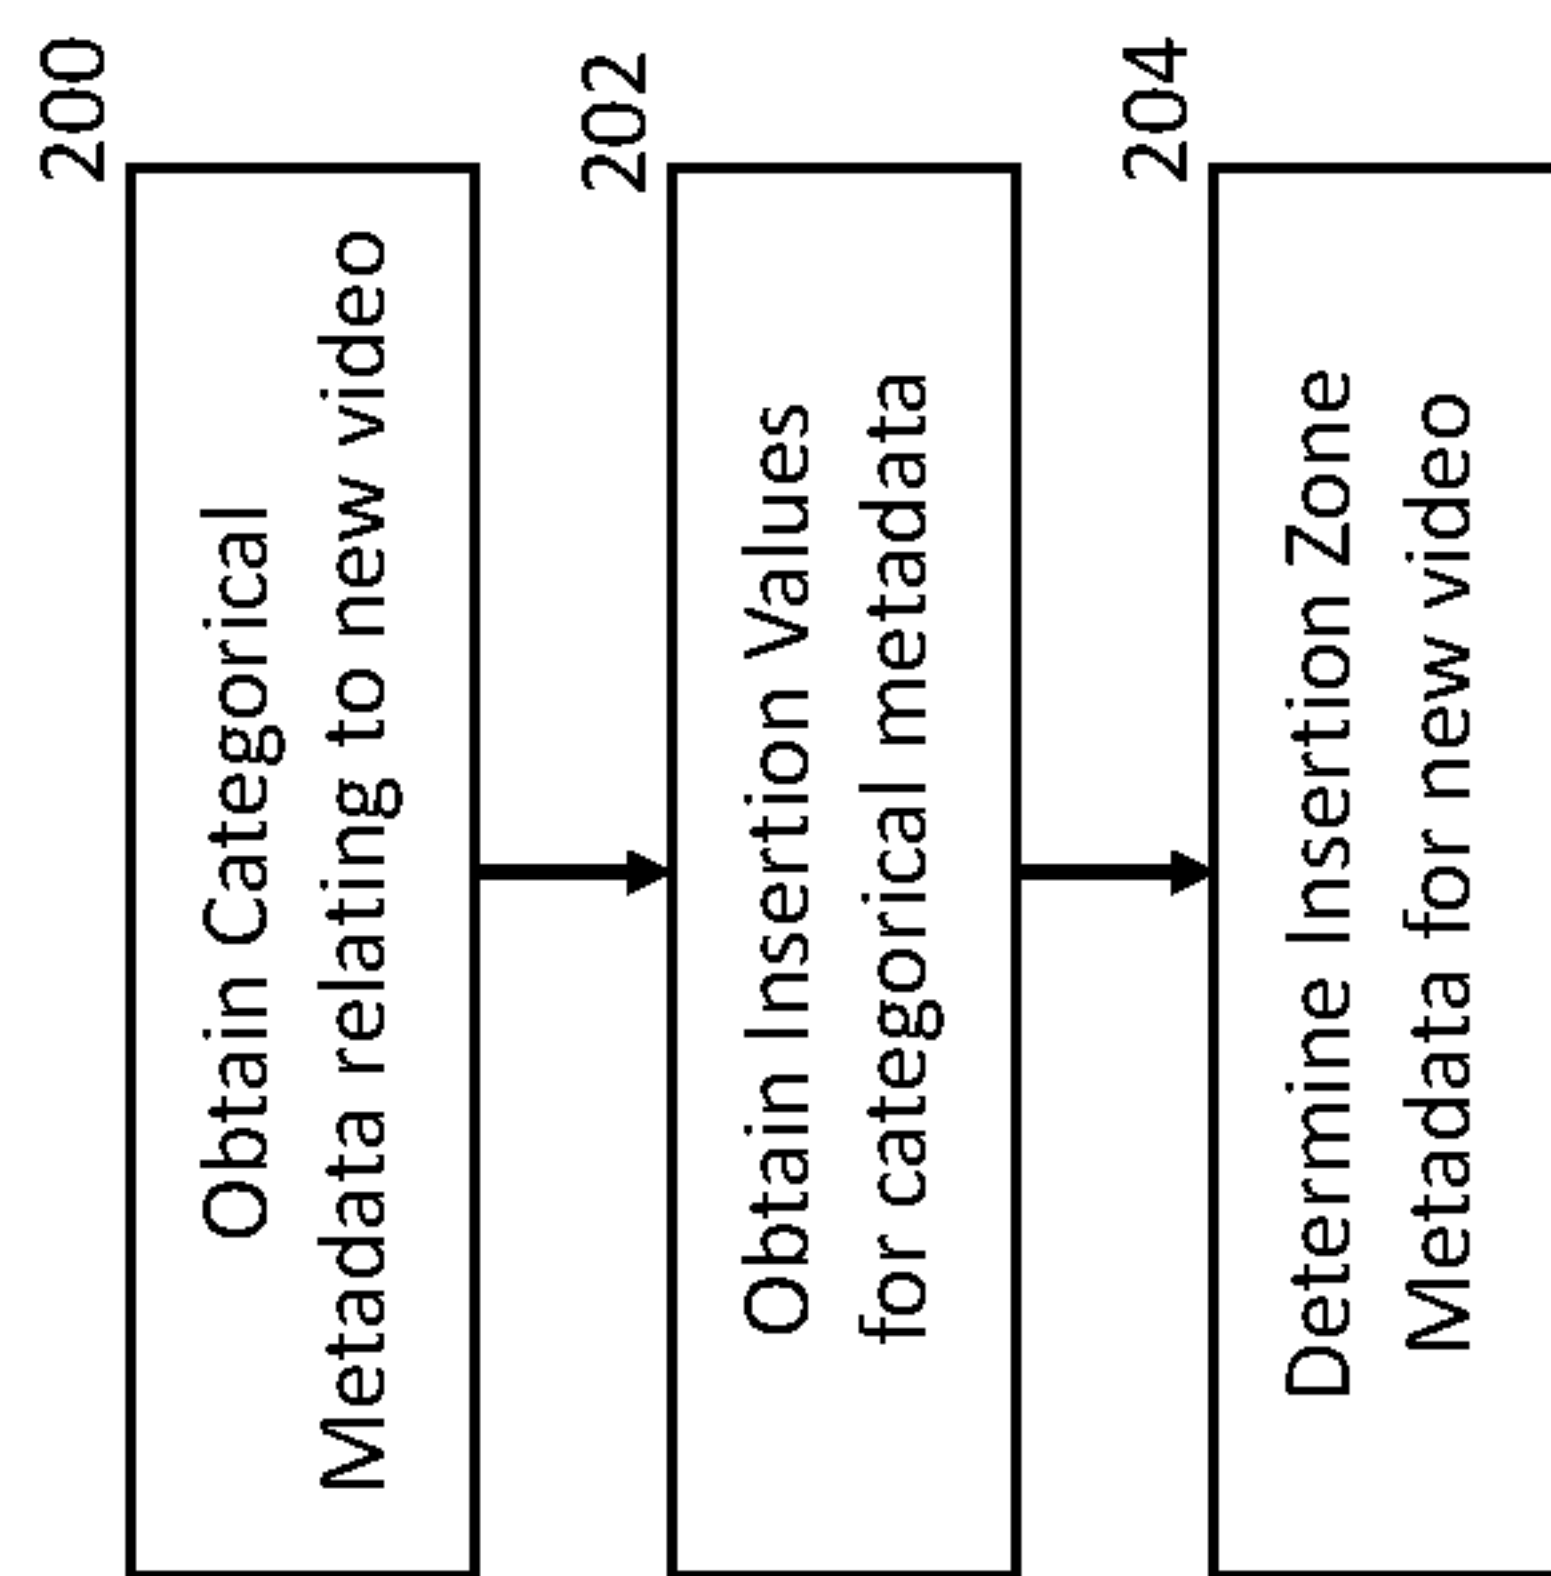 200
Obtain Categorical
Metadata relating to new video
202
Obtain Insertion Values
for categorical metadata
204
Determine Insertion Zone
Metadata for new video